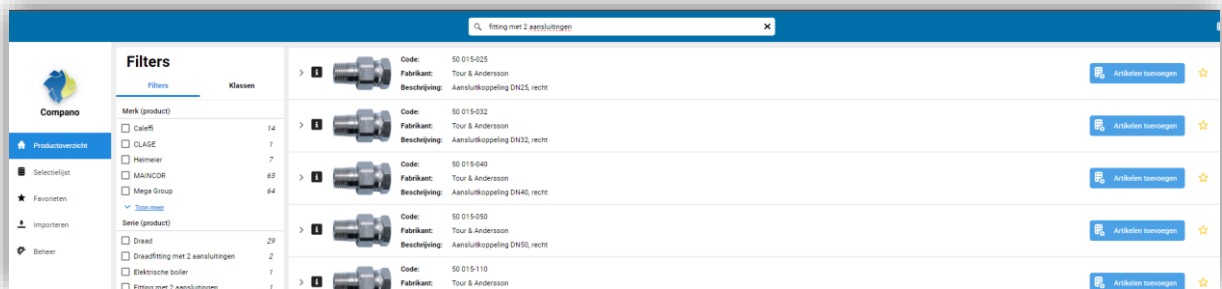 fitting met 2 aansluitingen
Compano
Productoverzicht
Selectielijst
Favorieten
Importeren
Beheer
Filters
Filters Klassen
Merk (product)
Caleffi 14
CLAGE 1
Heimeier 7
MAINCOR 65
Mega Group 64
Toon meer
Serie (product)
Draad 29
Draadfitting met 2 aansluitingen 2
Elektrische boiler 1
Fitting met 2 aansluitingen 1
Code: 50 015-025
Fabrikant: Tour & Andersson
Beschrijving: Aansluitkoppeling DN25, recht
Artikelen toevoegen
Code: 50 015-032
Fabrikant: Tour & Andersson
Beschrijving: Aansluitkoppeling DN32, recht
Artikelen toevoegen
Code: 50 015-040
Fabrikant: Tour & Andersson
Beschrijving: Aansluitkoppeling DN40, recht
Artikelen toevoegen
Code: 50 015-050
Fabrikant: Tour & Andersson
Beschrijving: Aansluitkoppeling DN50, recht
Artikelen toevoegen
Code: 50 015-110
Fabrikant: Tour & Andersson
Artikelen toevoegen